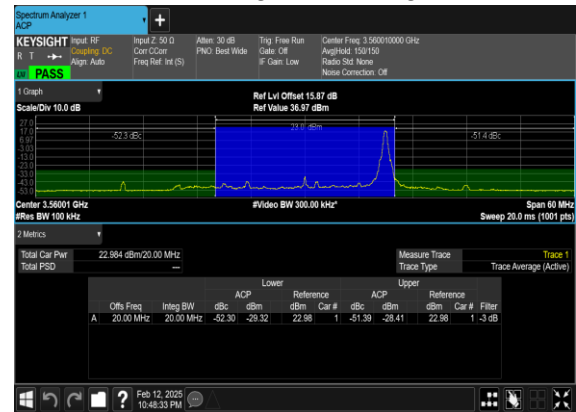 Spectrum Analyzer 1
ACP
KEYSIGHT Input: RF Input Z: 50 Ω Atten: 30 dB Trig: Free Run Center Freq: 3.560010000 GHz
R T Coupling: DC Corr CCorr PNO: Best Wide Gate: Off Avg|Hold: 150/150
Align: Auto Freq Ref: Int (S) IF Gain: Low Radio Std: None
LV PASS Noise Correction: Off
1 Graph
Ref Lvl Offset 15.87 dB
Scale/Div 10.0 dB Ref Value 36.97 dBm
27.0
17.0 -52.3 dBc 23.0 dBm -51.4 dBc
6.97
-3.03
-13.0
-23.0
-33.0
-43.0
-53.0
Center 3.56001 GHz #Video BW 300.00 kHz* Span 60 MHz
#Res BW 100 kHz Sweep 20.0 ms (1001 pts)
2 Metrics
Total Car Pwr 22.984 dBm/20.00 MHz Measure Trace Trace 1
Total PSD --- Trace Type Trace Average (Active)
Lower Upper
ACP Reference ACP Reference
Offs Freq Integ BW dBc dBm dBm Car # dBc dBm dBm Car # Filter
A 20.00 MHz 20.00 MHz -52.30 -29.32 22.98 1 -51.39 -28.41 22.98 1 -3 dB
? Feb 12, 2025
10:48:33 PM